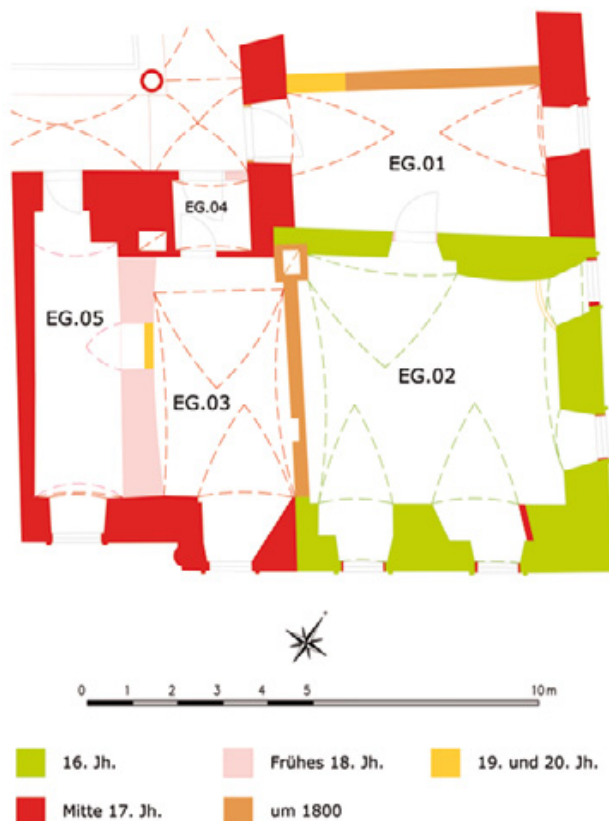 EG.01
EG.04
EG.05
EG.02
EG.03
0 1 2 3 4 5 10 m
16. Jh. Frühes 18. Jh. 19. und 20. Jh.
Mitte 17. Jh. um 1800